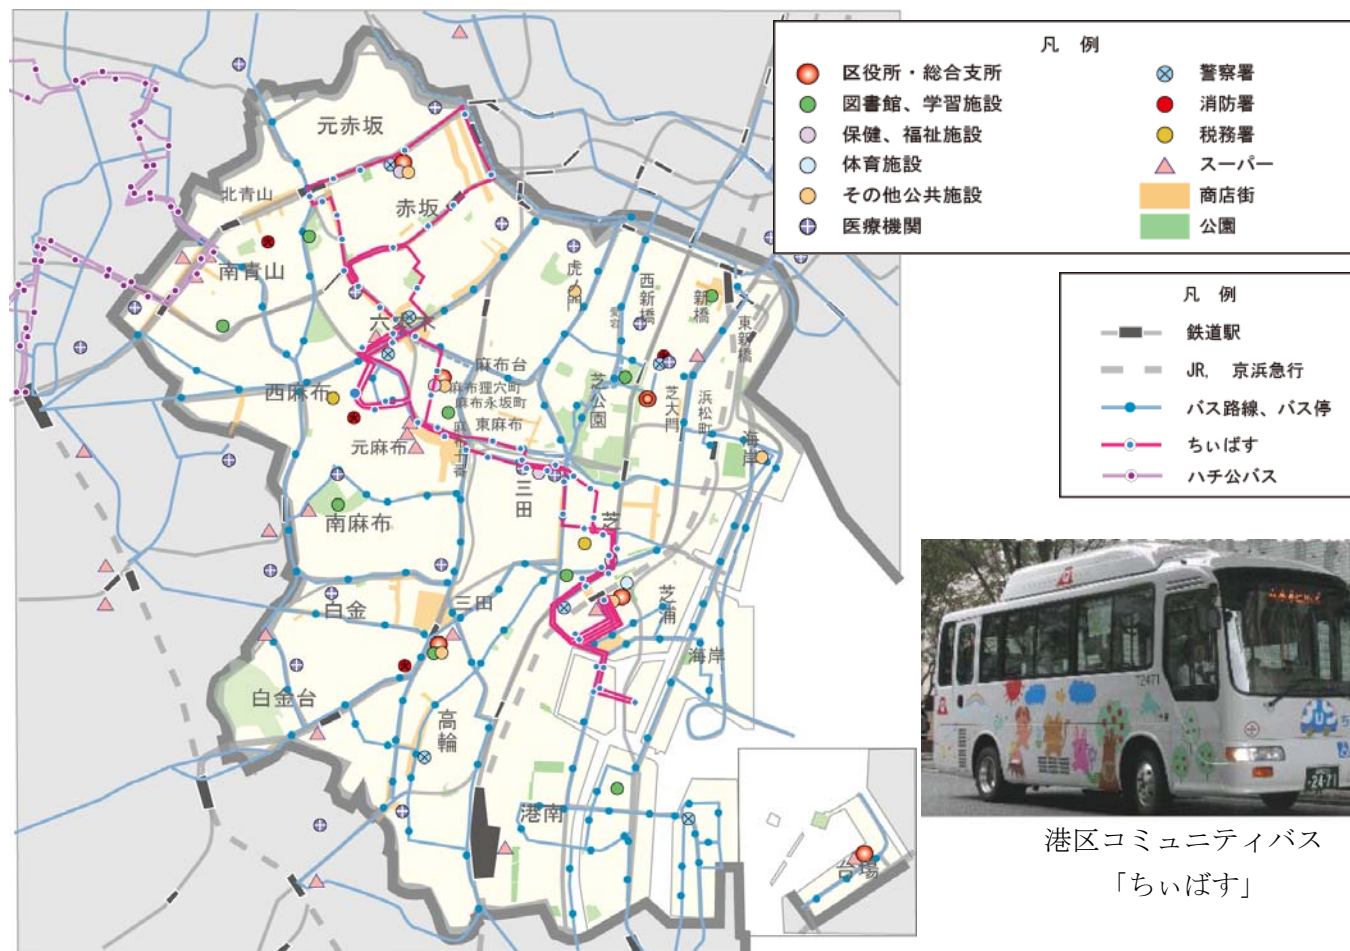 凡 例
区役所・総合支所
図書館、学習施設
保健、福祉施設
体育施設
その他公共施設
医療機関
警察署
消防署
税務署
スーパー
商店街
公園
凡 例
鉄道駅
JR, 京浜急行
バス路線、バス停
ちぃばす
ハチ公バス
元赤坂
北青山
赤坂
南青山
虎ノ門
西新橋
新橋
愛宕
東新橋
六本木
麻布台
麻布狸穴町
麻布永坂町
東麻布
西麻布
元麻布
麻布十番
芝公園
芝大門
浜松町
海岸
三田
芝
南麻布
白金
三田
芝浦
海岸
白金台
高輪
港南
台場
72471
24-71
港区コミュニティバス
「ちぃばす」